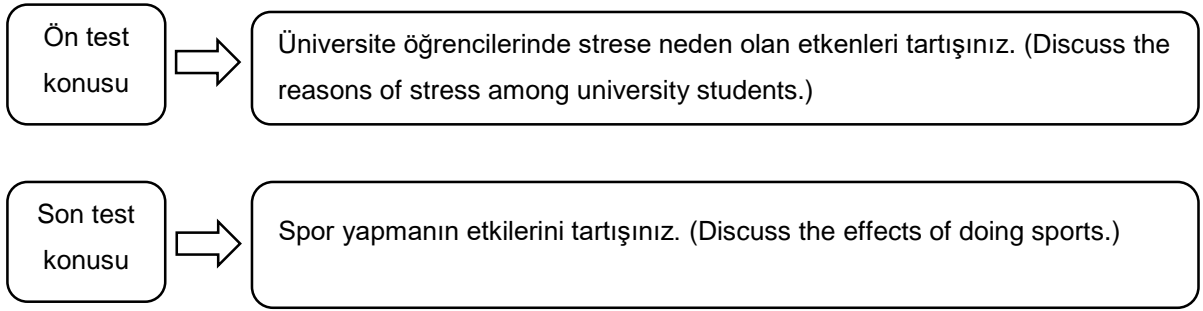 Ön test
konusu
Üniversite öğrencilerinde strese neden olan etkenleri tartışınız. (Discuss the
reasons of stress among university students.)
Son test
konusu
Spor yapmanın etkilerini tartışınız. (Discuss the effects of doing sports.)